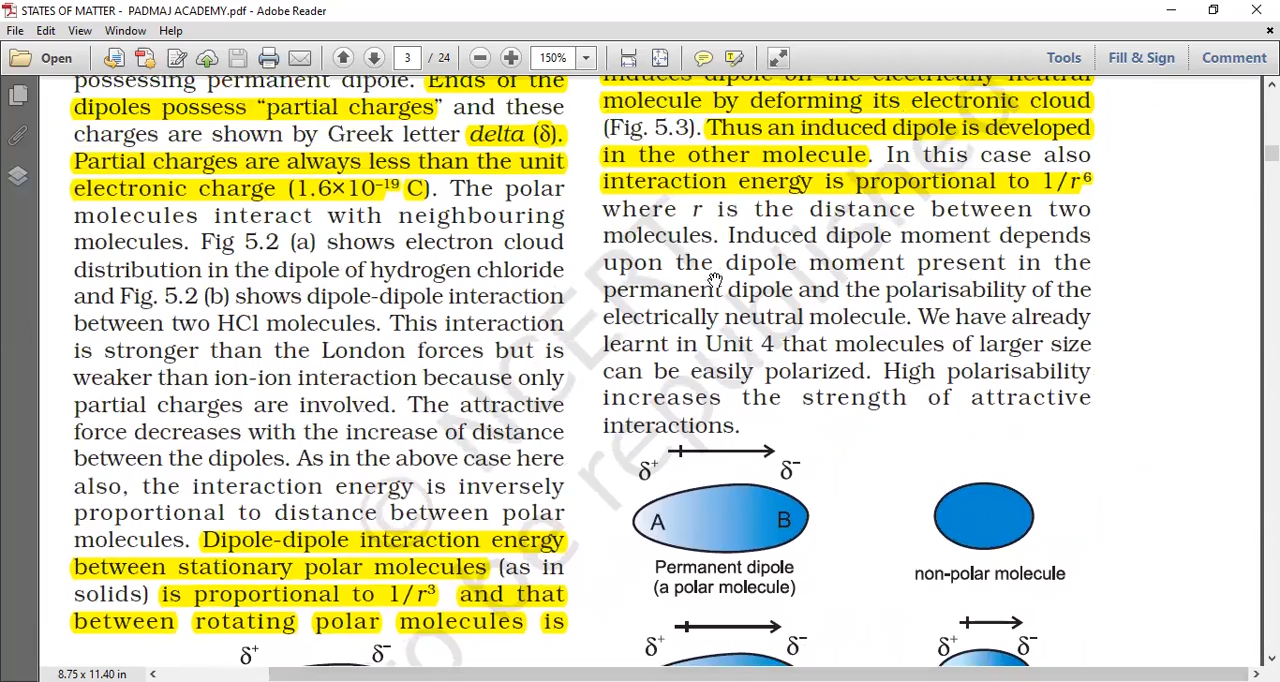 STATES OF MATTER - PADMAJ ACADEMY.pdf - Adobe Reader
File Edit View Window Help
Open 3 / 24 150% Tools Fill & Sign Comment
possessing permanent dipole. Ends of the
dipoles possess “partial charges” and these
charges are shown by Greek letter delta (δ).
Partial charges are always less than the unit
electronic charge (1.6×10⁻¹⁹ C). The polar
molecules interact with neighbouring
molecules. Fig 5.2 (a) shows electron cloud
distribution in the dipole of hydrogen chloride
and Fig. 5.2 (b) shows dipole-dipole interaction
between two HCl molecules. This interaction
is stronger than the London forces but is
weaker than ion-ion interaction because only
partial charges are involved. The attractive
force decreases with the increase of distance
between the dipoles. As in the above case here
also, the interaction energy is inversely
proportional to distance between polar
molecules. Dipole-dipole interaction energy
between stationary polar molecules (as in
solids) is proportional to 1/r³ and that
between rotating polar molecules is
δ⁺ δ⁻
induces dipole on the electrically neutral
molecule by deforming its electronic cloud
(Fig. 5.3). Thus an induced dipole is developed
in the other molecule. In this case also
interaction energy is proportional to 1/r⁶
where r is the distance between two
molecules. Induced dipole moment depends
upon the dipole moment present in the
permanent dipole and the polarisability of the
electrically neutral molecule. We have already
learnt in Unit 4 that molecules of larger size
can be easily polarized. High polarisability
increases the strength of attractive
interactions.
δ⁺ δ⁻
A B
Permanent dipole
(a polar molecule)
non-polar molecule
δ⁺ δ⁻
δ⁺ δ⁻
© NCERT
o be republished
8.75 x 11.40 in